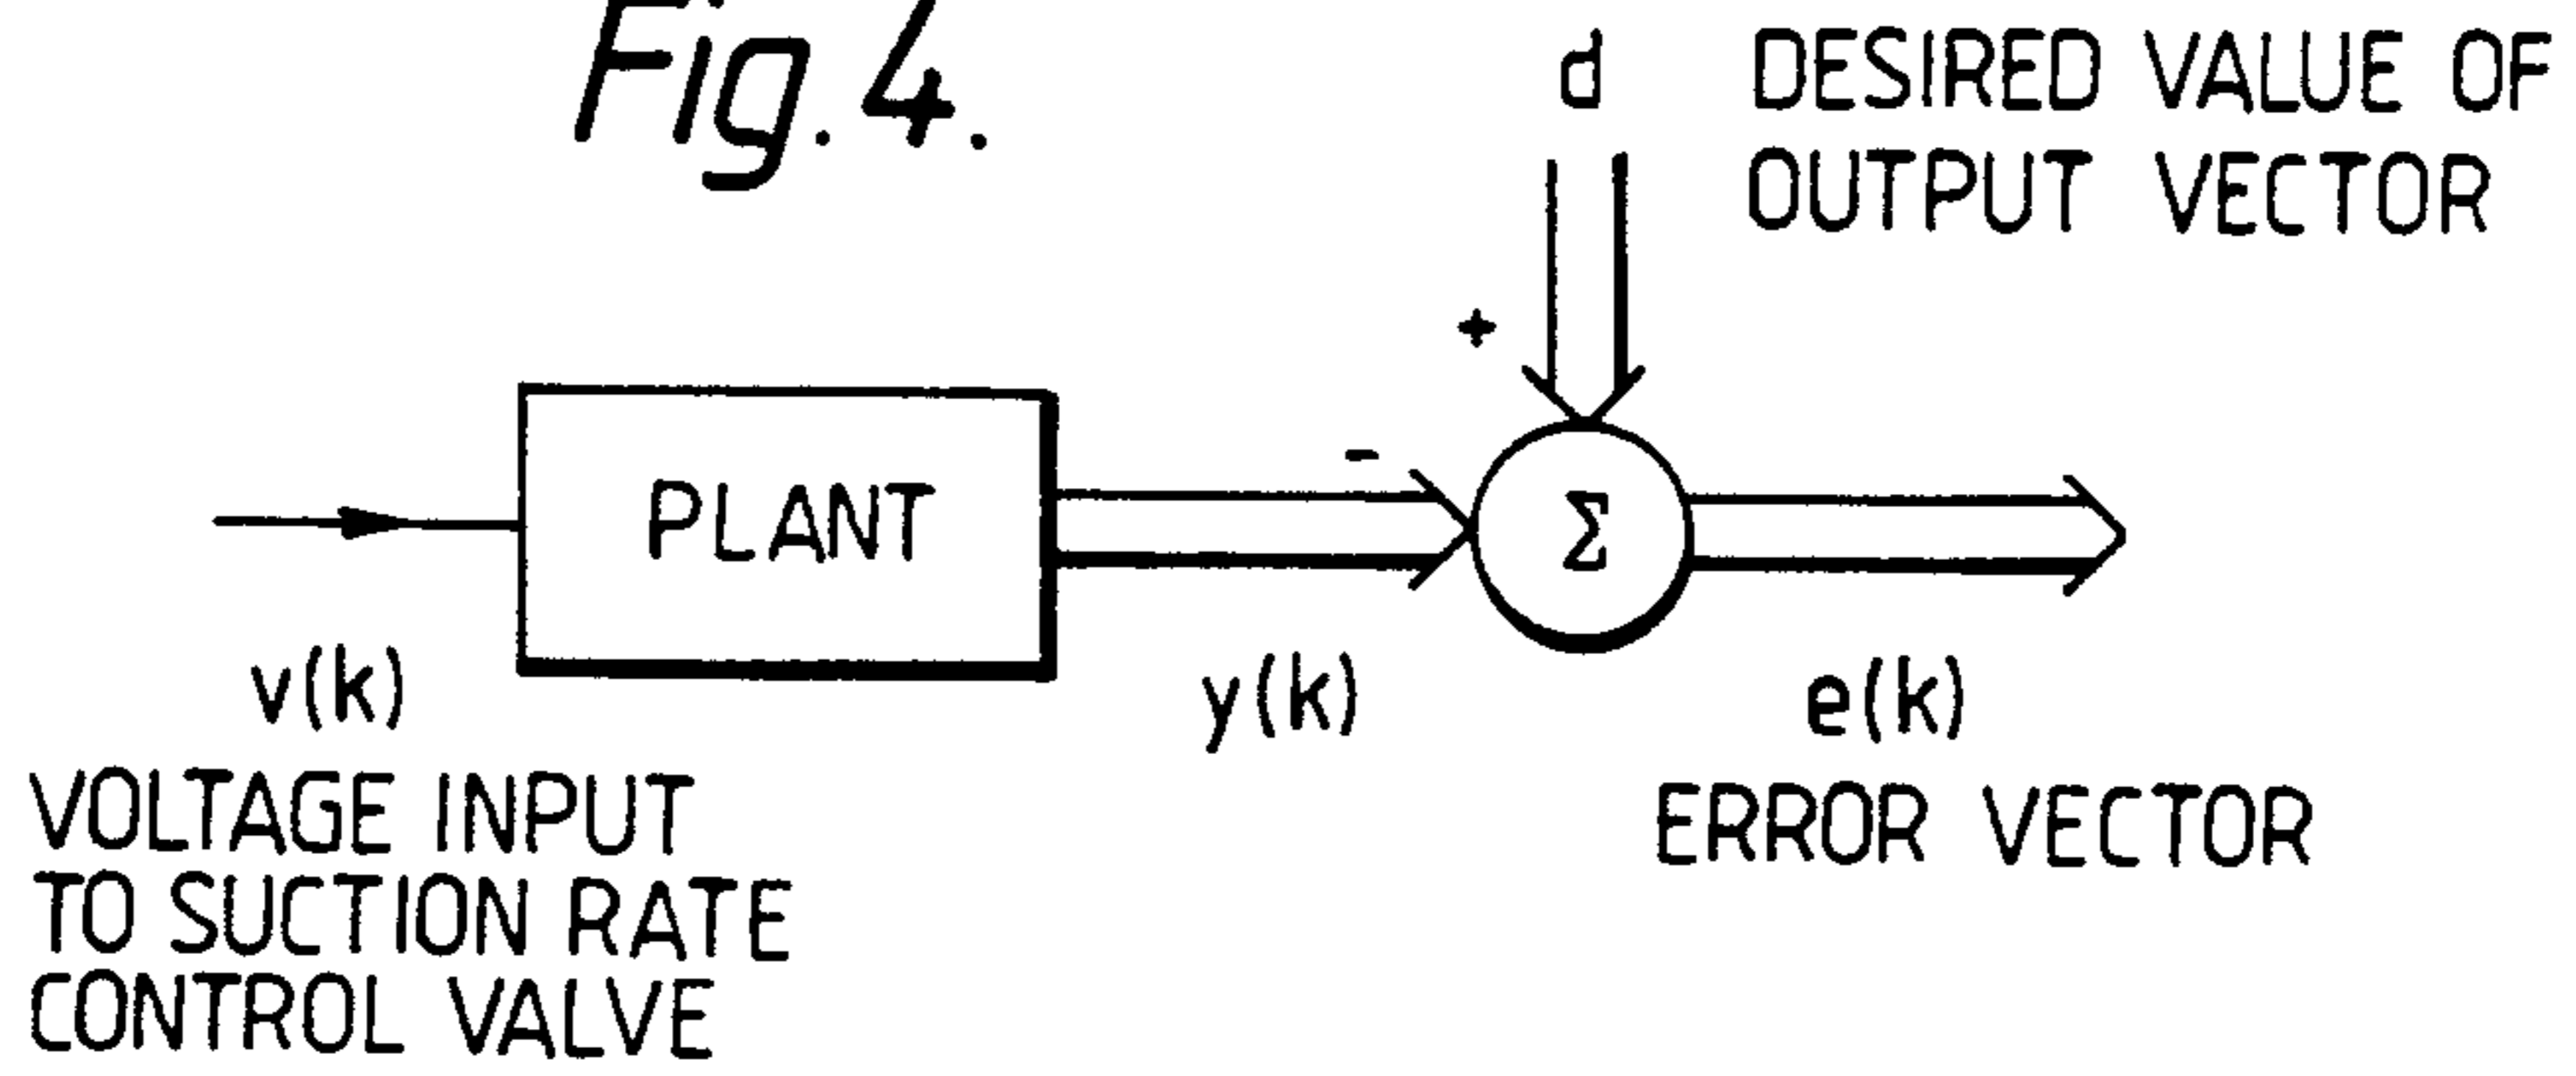 Fig.4.
d DESIRED VALUE OF
OUTPUT VECTOR
+
-
PLANT
Σ
v(k)
y(k)
e(k)
VOLTAGE INPUT
TO SUCTION RATE
CONTROL VALVE
ERROR VECTOR